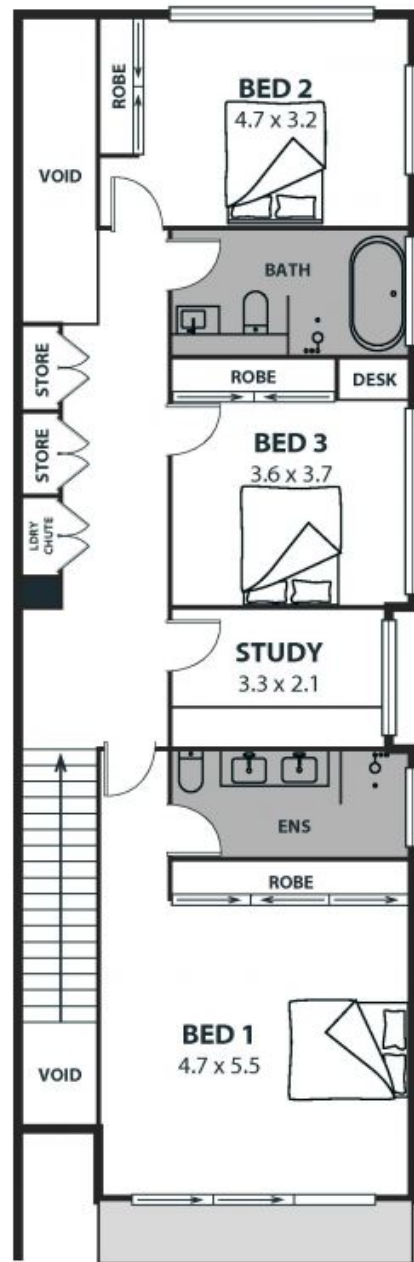 ROBE
BED 2
4.7 x 3.2
VOID
BATH
STORE
ROBE
DESK
STORE
BED 3
3.6 x 3.7
LDRY
CHUTE
STUDY
3.3 x 2.1
ENS
ROBE
BED 1
4.7 x 5.5
VOID